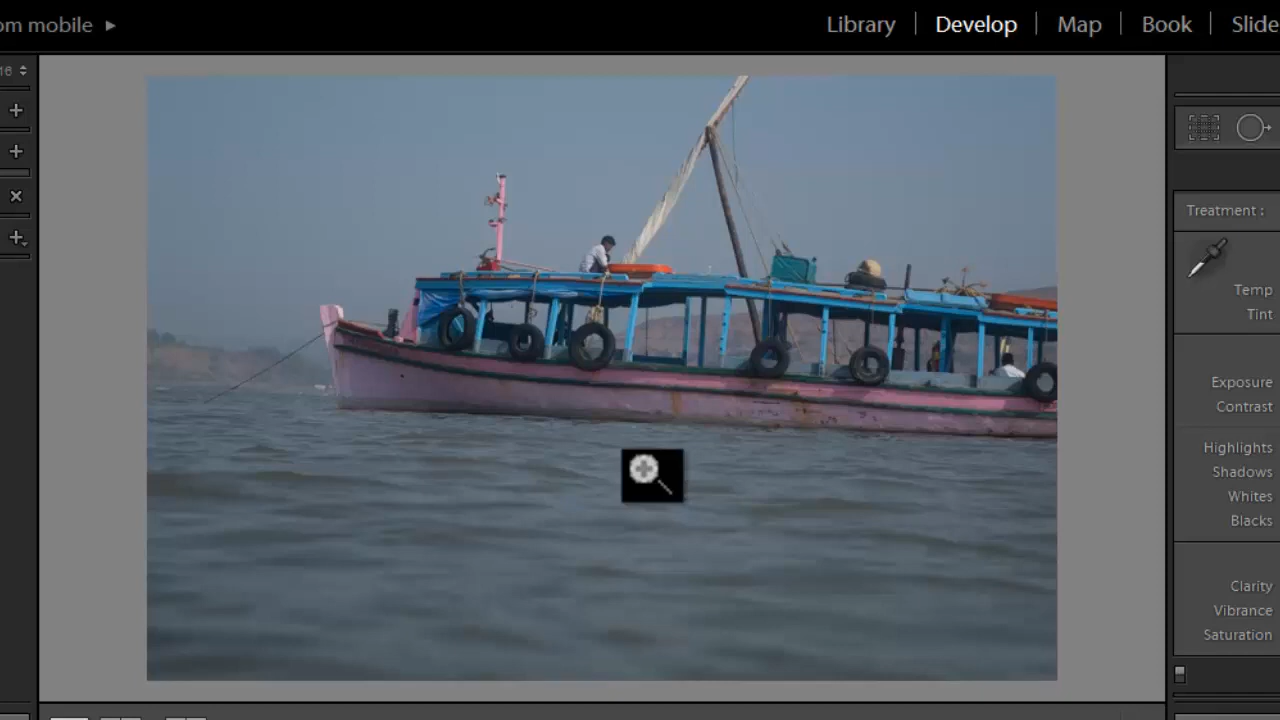 om mobile
Library | Develop | Map | Book | Slide
16
Treatment :
Temp
Tint
Exposure
Contrast
Highlights
Shadows
Whites
Blacks
Clarity
Vibrance
Saturation